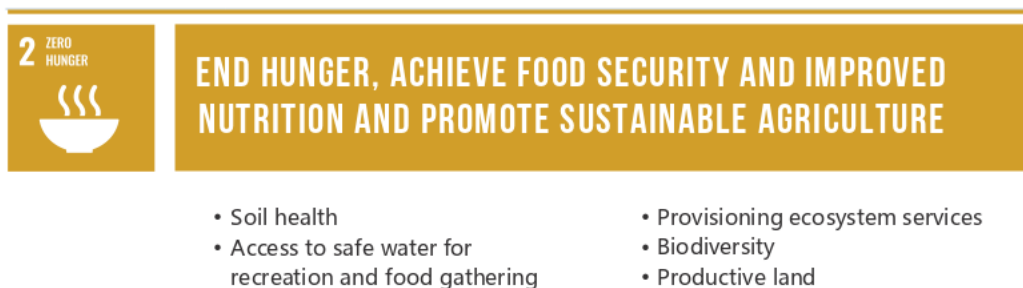 2 ZERO
HUNGER
END HUNGER, ACHIEVE FOOD SECURITY AND IMPROVED
NUTRITION AND PROMOTE SUSTAINABLE AGRICULTURE
• Soil health
• Access to safe water for
recreation and food gathering
• Provisioning ecosystem services
• Biodiversity
• Productive land